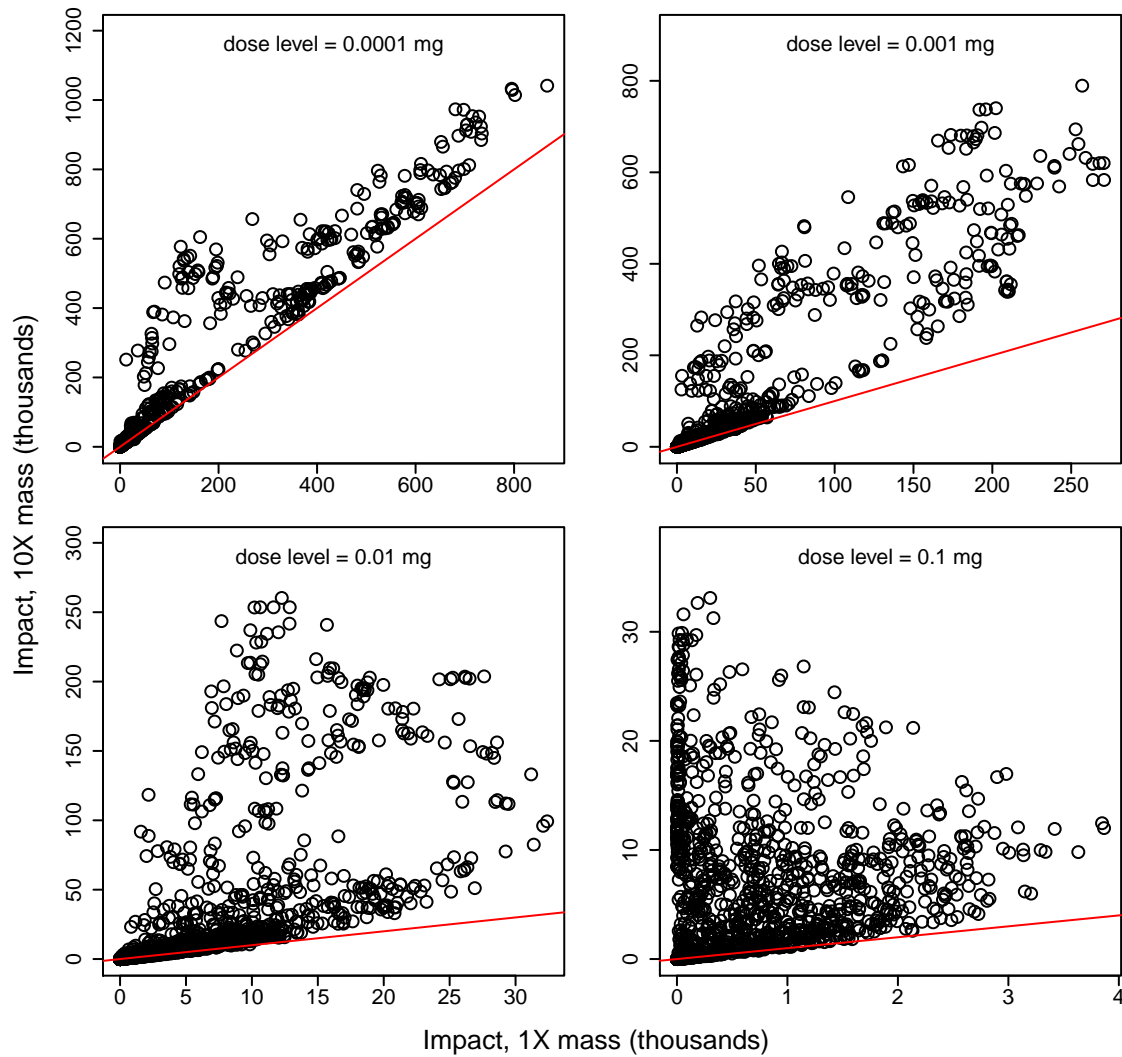 dose level = 0.0001 mg
0 200 400 600 800 1000 1200
0 200 400 600 800
dose level = 0.001 mg
0 200 400 600 800
0 50 100 150 200 250
dose level = 0.01 mg
0 50 100 150 200 250 300
0 5 10 15 20 25 30
dose level = 0.1 mg
0 10 20 30
0 1 2 3 4
Impact, 10X mass (thousands)
Impact, 1X mass (thousands)